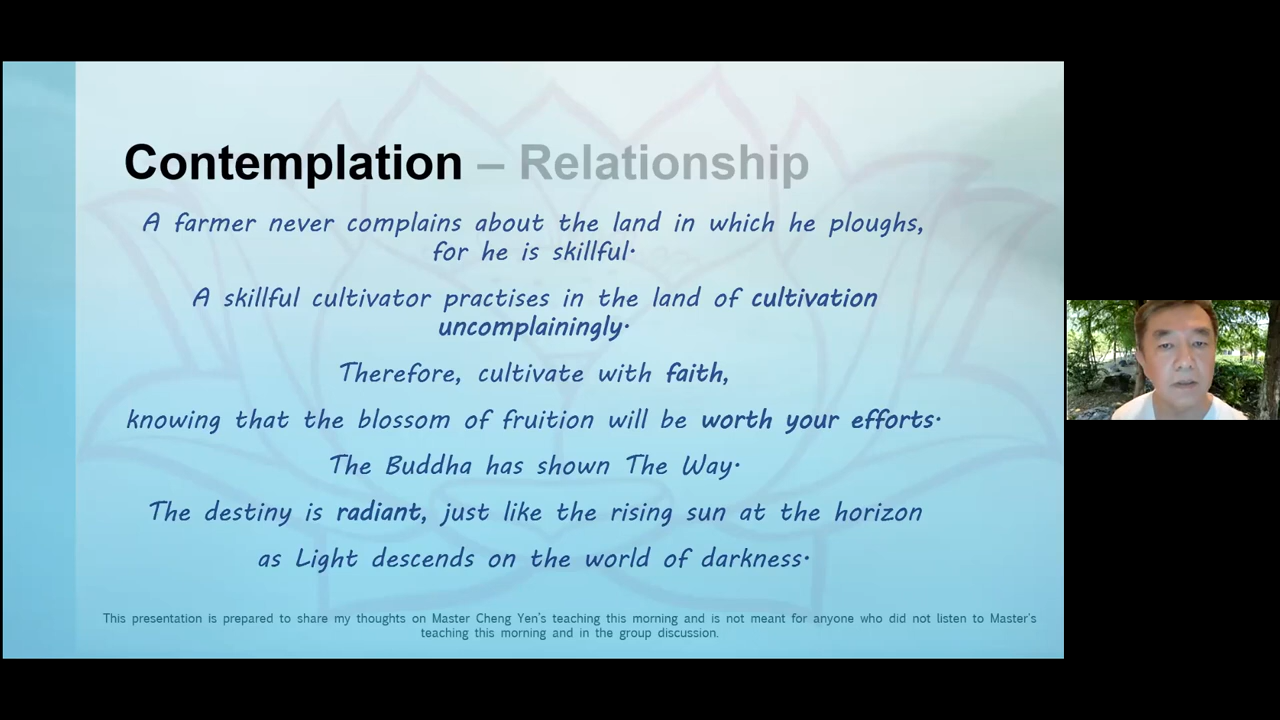 Contemplation – Relationship
A farmer never complains about the land in which he ploughs,
for he is skillful.
A skillful cultivator practises in the land of cultivation
uncomplainingly.
Therefore, cultivate with faith,
knowing that the blossom of fruition will be worth your efforts.
The Buddha has shown The Way.
The destiny is radiant, just like the rising sun at the horizon
as Light descends on the world of darkness.
This presentation is prepared to share my thoughts on Master Cheng Yen's teaching this morning and is not meant for anyone who did not listen to Master's
teaching this morning and in the group discussion.